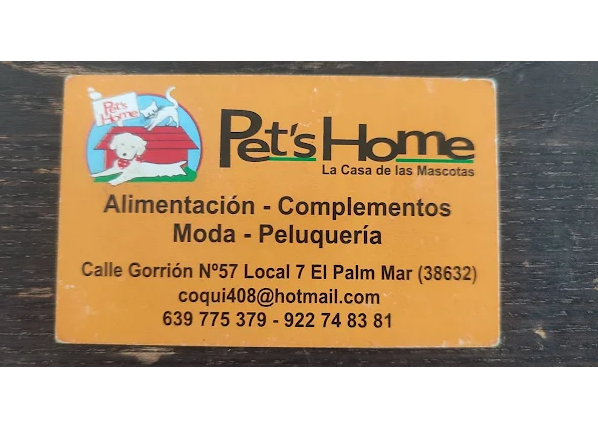 Pet's
Home
Pet's Home
La Casa de las Mascotas
Alimentación - Complementos
Moda - Peluquería
Calle Gorrión Nº57 Local 7 El Palm Mar (38632)
coqui408@hotmail.com
639 775 379 - 922 74 83 81